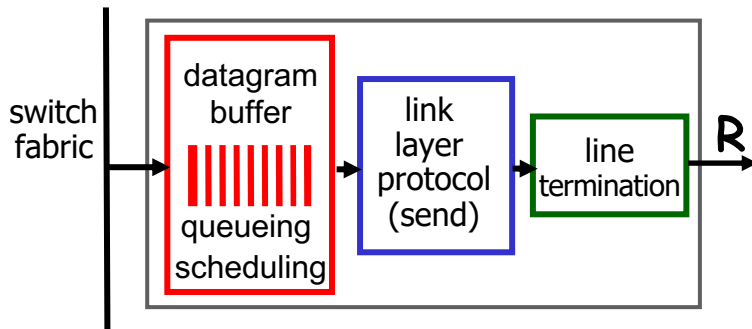 switch
fabric
datagram
buffer
queueing
scheduling
link
layer
protocol
(send)
line
termination
R